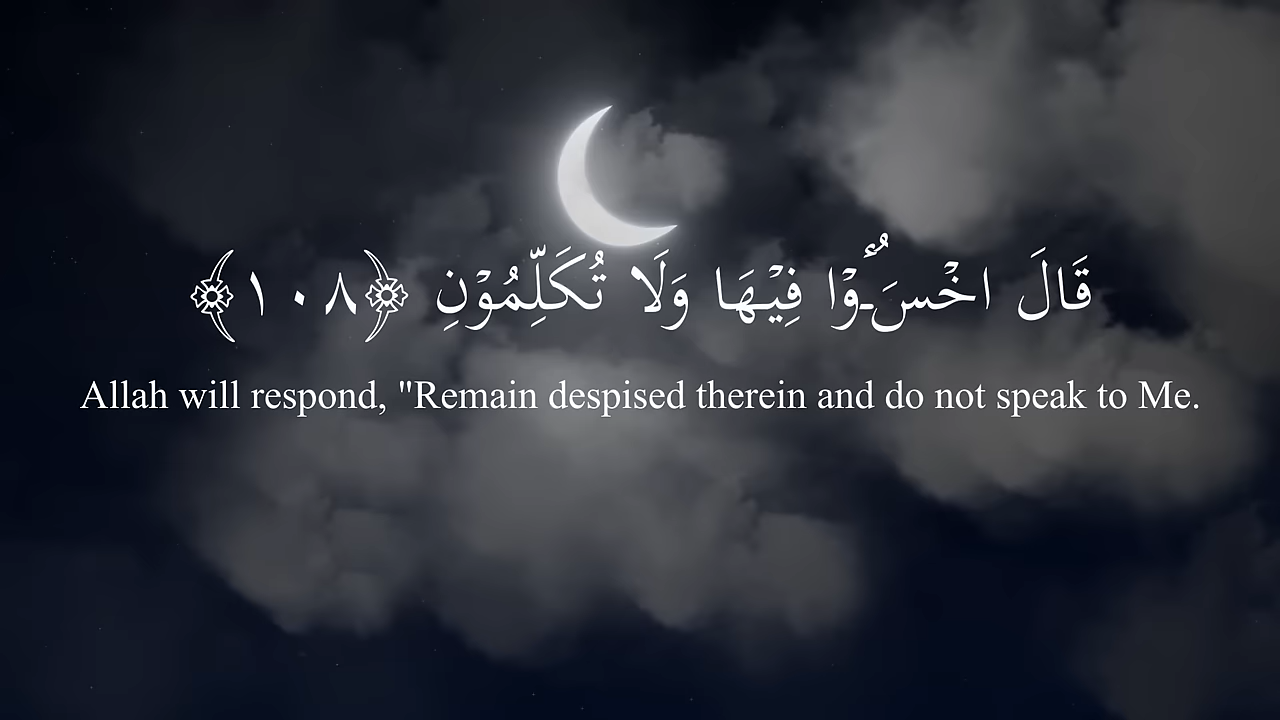 قَالَ اخْسَـُٔوْا فِيْهَا وَلَا تُكَلِّمُوْنِ ﴿١٠٨﴾
Allah will respond, "Remain despised therein and do not speak to Me.